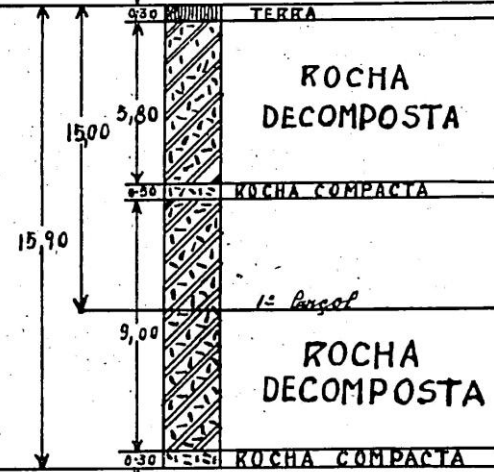 0.30 TERRA
5,80
ROCHA
DECOMPOSTA
15,00
0.50 ROCHA COMPACTA
15,90
1º Lençol
9,00
ROCHA
DECOMPOSTA
0.30 ROCHA COMPACTA